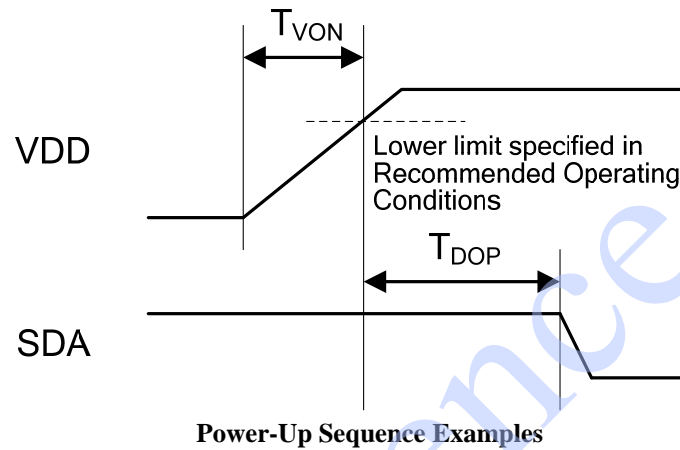 TVON
VDD
Lower limit specified in
Recommended Operating
Conditions
TDOP
SDA
Power-Up Sequence Examples